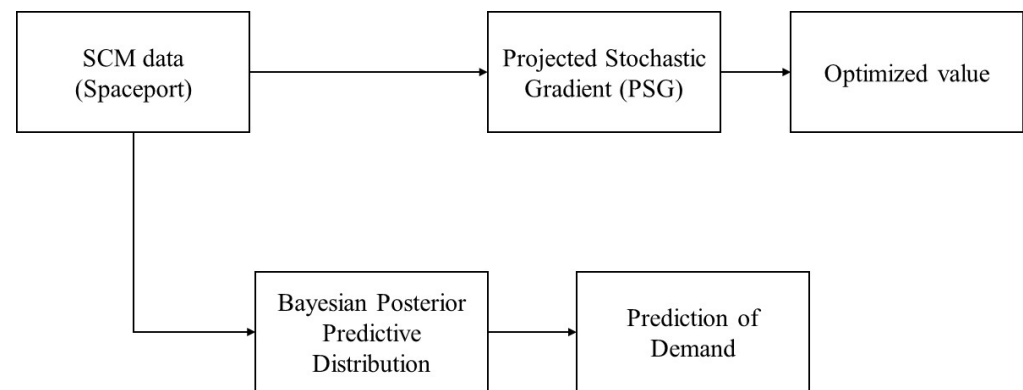 SCM data
(Spaceport)
Projected Stochastic
Gradient (PSG)
Optimized value
Bayesian Posterior
Predictive
Distribution
Prediction of
Demand